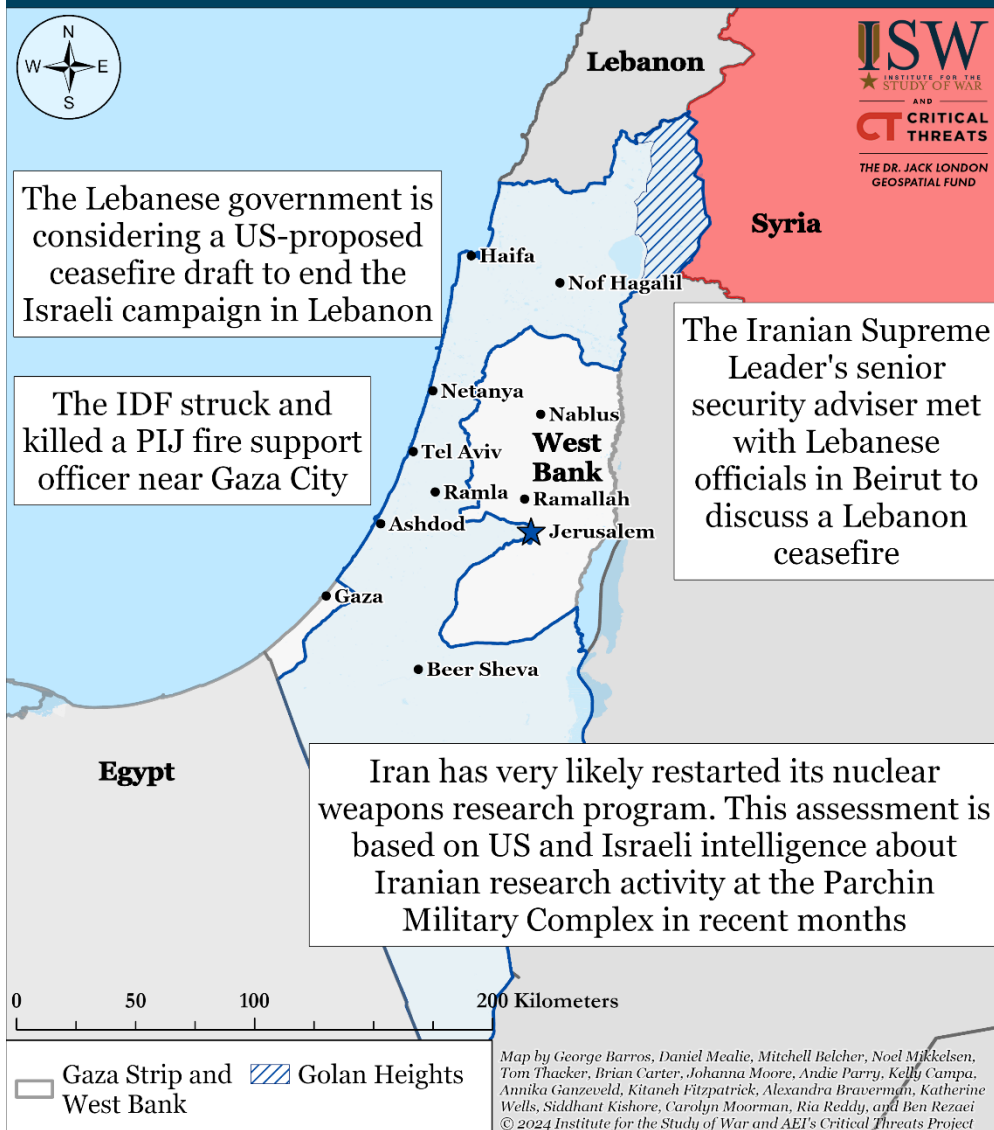 N
W
E
S
Lebanon
ISW
INSTITUTE FOR THE
STUDY OF WAR
AND
CT CRITICAL
THREATS
THE DR. JACK LONDON
GEOSPATIAL FUND
The Lebanese government is
considering a US-proposed
ceasefire draft to end the
Israeli campaign in Lebanon
Syria
Haifa
Nof Hagalil
The Iranian Supreme
Leader's senior
security adviser met
with Lebanese
officials in Beirut to
discuss a Lebanon
ceasefire
The IDF struck and
killed a PIJ fire support
officer near Gaza City
Netanya
Nablus
West
Bank
Tel Aviv
Ramla
Ramallah
Ashdod
Jerusalem
Gaza
Beer Sheva
Egypt
Iran has very likely restarted its nuclear
weapons research program. This assessment is
based on US and Israeli intelligence about
Iranian research activity at the Parchin
Military Complex in recent months
0 50 100 200 Kilometers
Gaza Strip and
West Bank
Golan Heights
Map by George Barros, Daniel Mealie, Mitchell Belcher, Noel Mikkelsen,
Tom Thacker, Brian Carter, Johanna Moore, Andie Parry, Kelly Campa,
Annika Ganzeveld, Kitaneh Fitzpatrick, Alexandra Braverman, Katherine
Wells, Siddhant Kishore, Carolyn Moorman, Ria Reddy, and Ben Rezaei
© 2024 Institute for the Study of War and AEI's Critical Threats Project